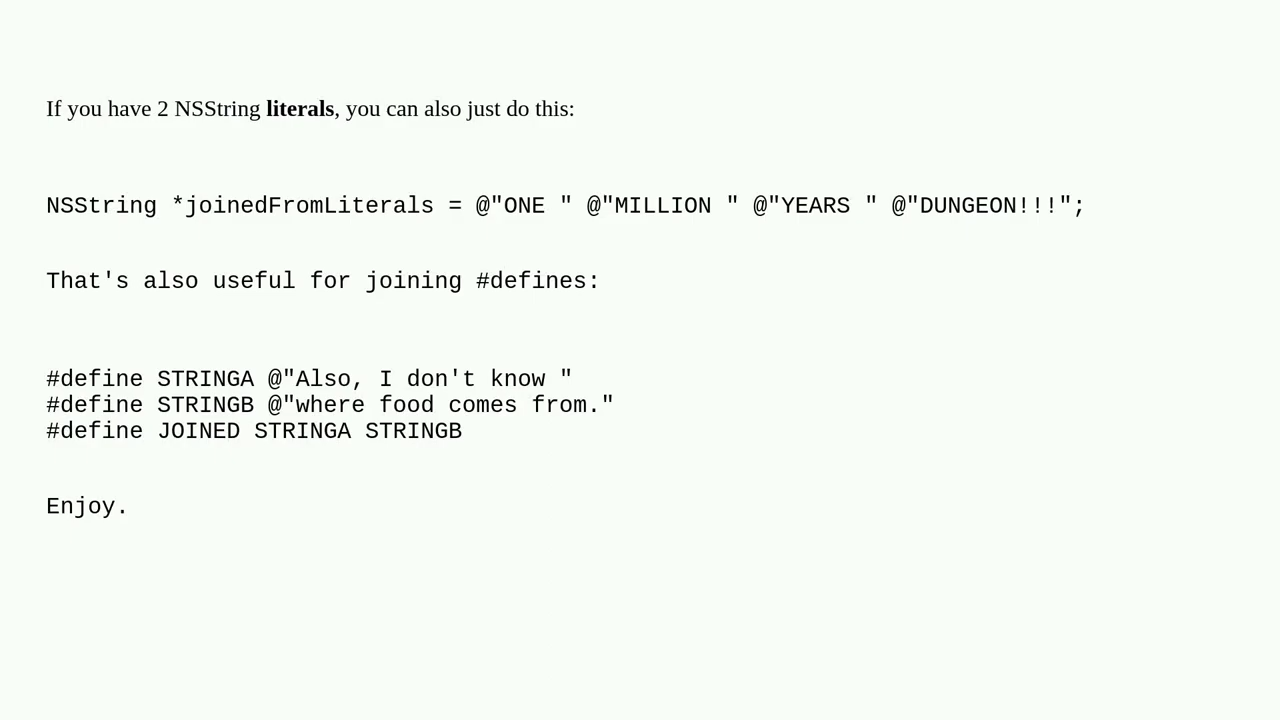 If you have 2 NSString literals, you can also just do this:
NSString *joinedFromLiterals = @"ONE " @"MILLION " @"YEARS " @"DUNGEON!!!";
That's also useful for joining #defines:
#define STRINGA @"Also, I don't know "
#define STRINGB @"where food comes from."
#define JOINED STRINGA STRINGB
Enjoy.